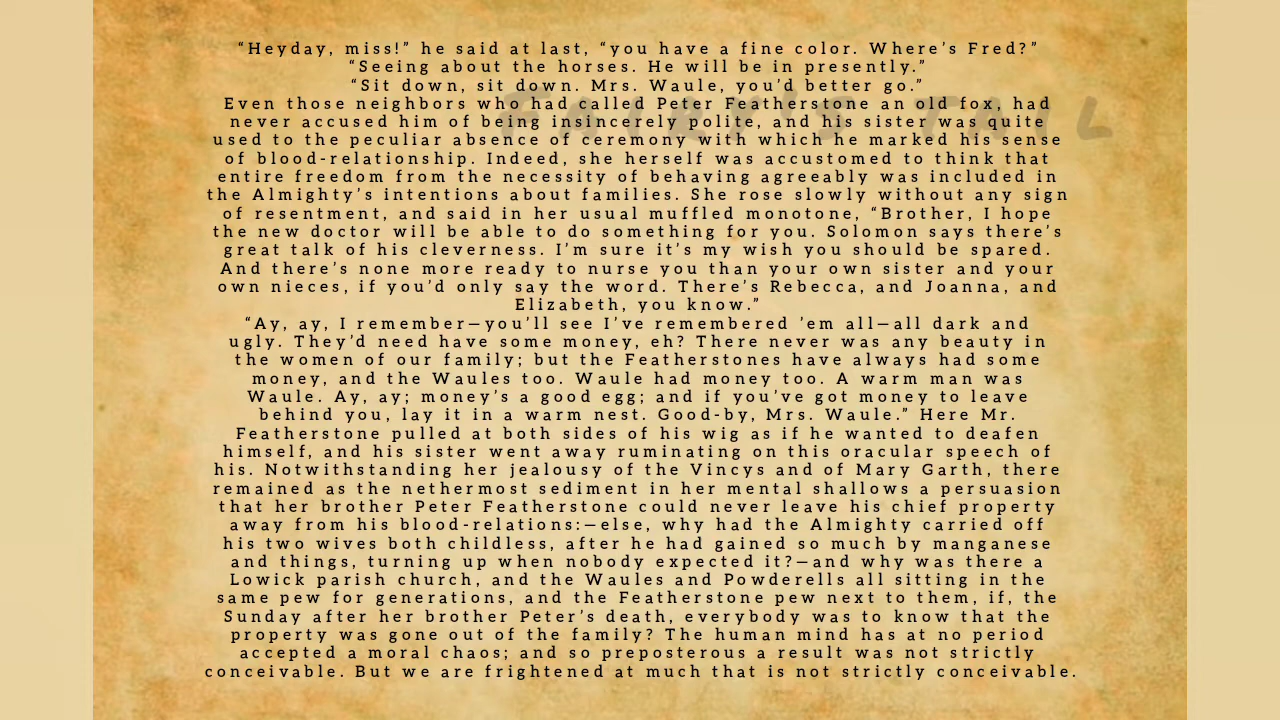 “Heyday, miss!” he said at last, “you have a fine color. Where’s Fred?”
“Seeing about the horses. He will be in presently.”
“Sit down, sit down. Mrs. Waule, you’d better go.”
Even those neighbors who had called Peter Featherstone an old fox, had
never accused him of being insincerely polite, and his sister was quite
used to the peculiar absence of ceremony with which he marked his sense
of blood-relationship. Indeed, she herself was accustomed to think that
entire freedom from the necessity of behaving agreeably was included in
the Almighty’s intentions about families. She rose slowly without any sign
of resentment, and said in her usual muffled monotone, “Brother, I hope
the new doctor will be able to do something for you. Solomon says there’s
great talk of his cleverness. I’m sure it’s my wish you should be spared.
And there’s none more ready to nurse you than your own sister and your
own nieces, if you’d only say the word. There’s Rebecca, and Joanna, and
Elizabeth, you know.”
“Ay, ay, I remember—you’ll see I’ve remembered ’em all—all dark and
ugly. They’d need have some money, eh? There never was any beauty in
the women of our family; but the Featherstones have always had some
money, and the Waules too. Waule had money too. A warm man was
Waule. Ay, ay; money’s a good egg; and if you’ve got money to leave
behind you, lay it in a warm nest. Good-by, Mrs. Waule.” Here Mr.
Featherstone pulled at both sides of his wig as if he wanted to deafen
himself, and his sister went away ruminating on this oracular speech of
his. Notwithstanding her jealousy of the Vincys and of Mary Garth, there
remained as the nethermost sediment in her mental shallows a persuasion
that her brother Peter Featherstone could never leave his chief property
away from his blood-relations:—else, why had the Almighty carried off
his two wives both childless, after he had gained so much by manganese
and things, turning up when nobody expected it?—and why was there a
Lowick parish church, and the Waules and Powderells all sitting in the
same pew for generations, and the Featherstone pew next to them, if, the
Sunday after her brother Peter’s death, everybody was to know that the
property was gone out of the family? The human mind has at no period
accepted a moral chaos; and so preposterous a result was not strictly
conceivable. But we are frightened at much that is not strictly conceivable.